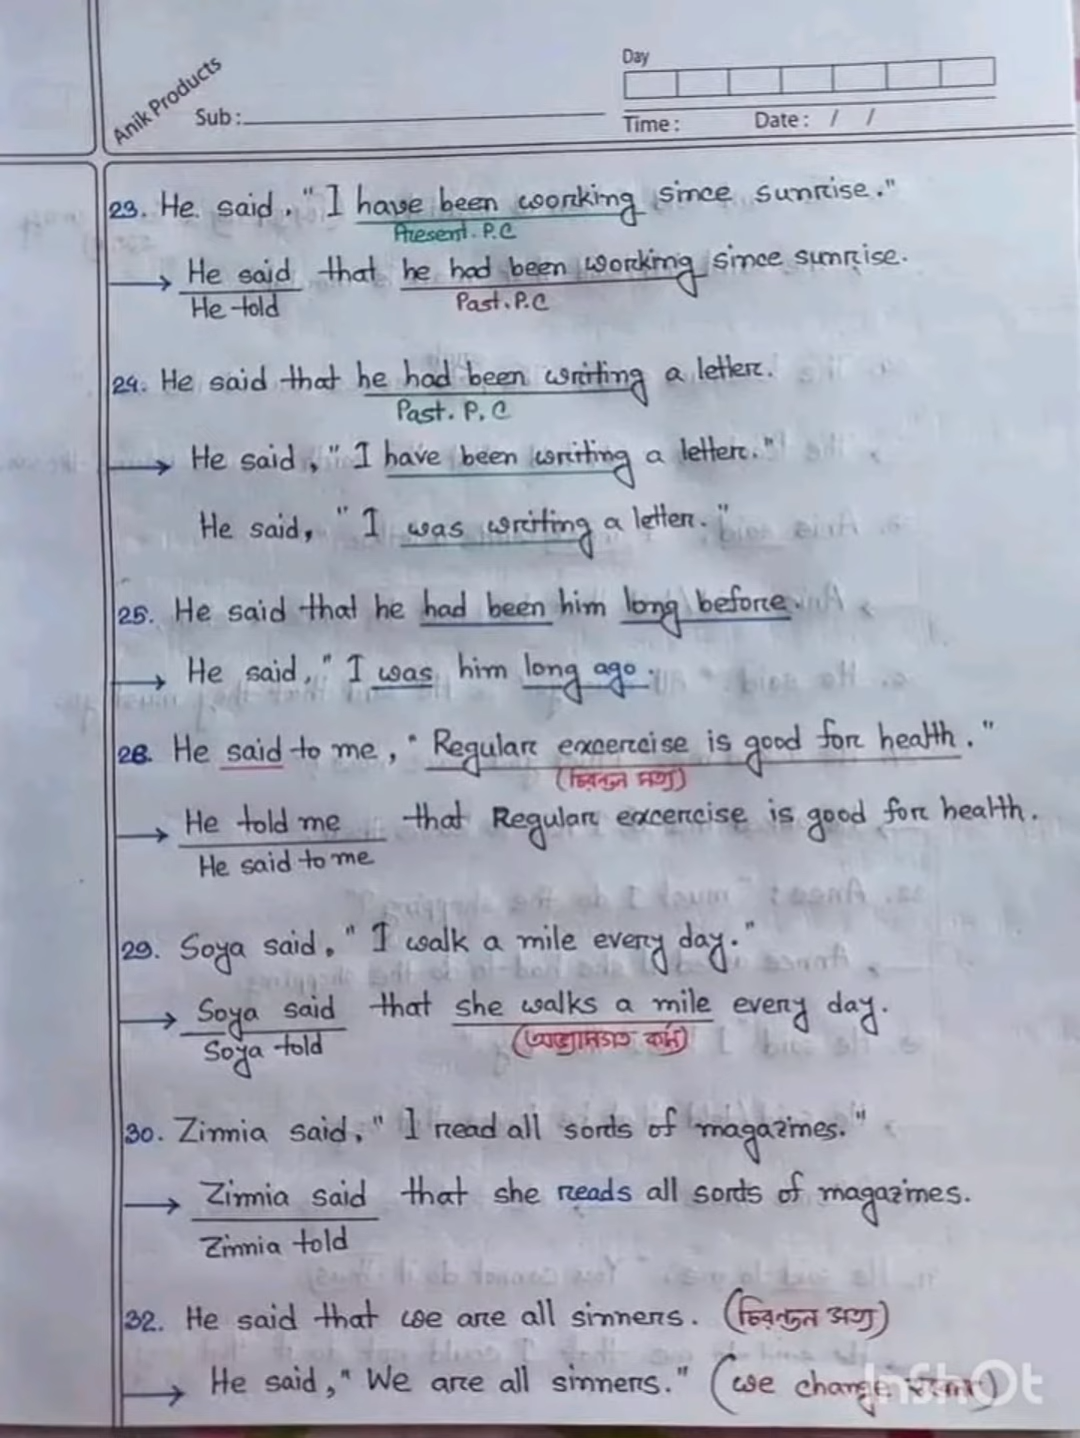 Anik Products
Day
Sub:
Time:
Date: / /
23. He said, "I have been working since sunrise."
Present. P.C
→ He said that he had been working since sunrise.
He told
Past. P.C
24. He said that he had been writing a letter.
Past. P. C
→ He said, "I have been writing a letter."
He said, "I was writing a letter."
25. He said that he had been him long before.
→ He said, "I was him long ago.
28. He said to me, "Regular excercise is good for health."
(চিরন্তন সত্য)
→ He told me that Regular excercise is good for health.
He said to me
29. Soya said, "I walk a mile every day."
→ Soya said that she walks a mile every day.
Soya told
(অভ্যাসগত কর্ম)
30. Zinnia said, "I read all sorts of magazines."
→ Zinnia said that she reads all sorts of magazines.
Zinnia told
32. He said that we are all sinners. (চিরন্তন সত্য)
→ He said, "We are all sinners." (we change
InShOt